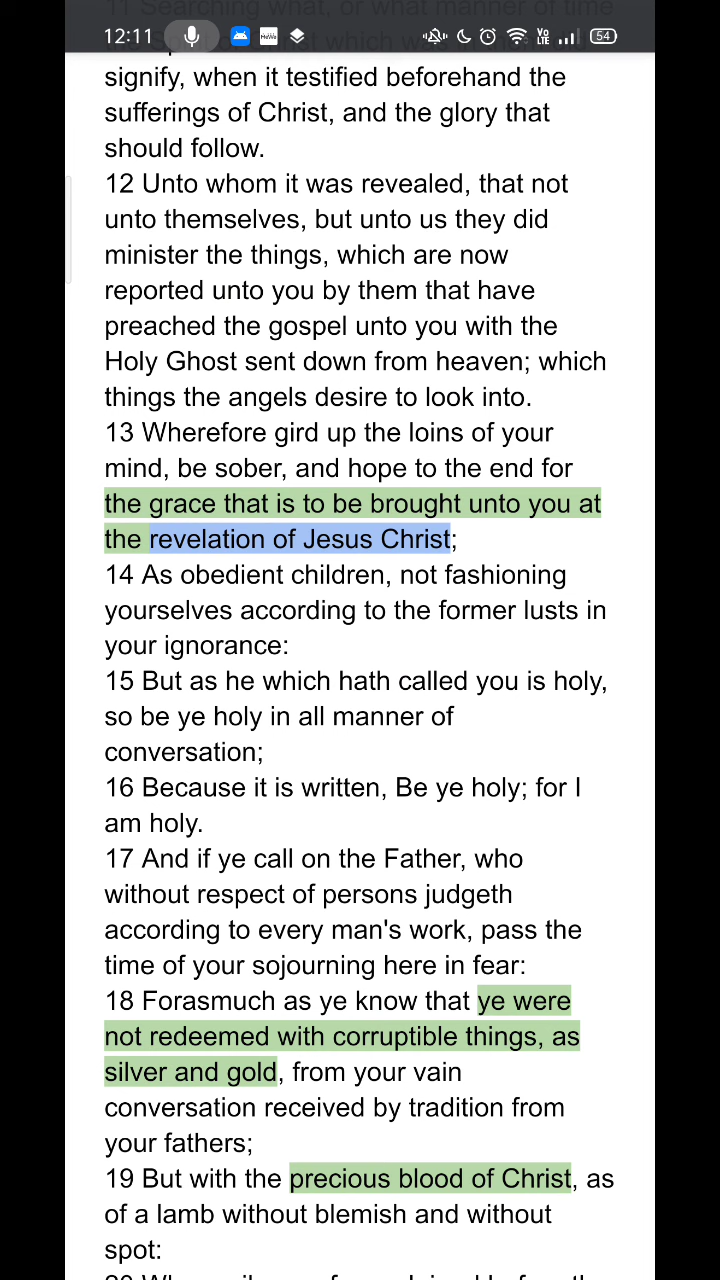 11 Searching what, or what manner of time
12:11
54
signify, when it testified beforehand the
sufferings of Christ, and the glory that
should follow.
12 Unto whom it was revealed, that not
unto themselves, but unto us they did
minister the things, which are now
reported unto you by them that have
preached the gospel unto you with the
Holy Ghost sent down from heaven; which
things the angels desire to look into.
13 Wherefore gird up the loins of your
mind, be sober, and hope to the end for
the grace that is to be brought unto you at
the revelation of Jesus Christ;
14 As obedient children, not fashioning
yourselves according to the former lusts in
your ignorance:
15 But as he which hath called you is holy,
so be ye holy in all manner of
conversation;
16 Because it is written, Be ye holy; for I
am holy.
17 And if ye call on the Father, who
without respect of persons judgeth
according to every man's work, pass the
time of your sojourning here in fear:
18 Forasmuch as ye know that ye were
not redeemed with corruptible things, as
silver and gold, from your vain
conversation received by tradition from
your fathers;
19 But with the precious blood of Christ, as
of a lamb without blemish and without
spot: